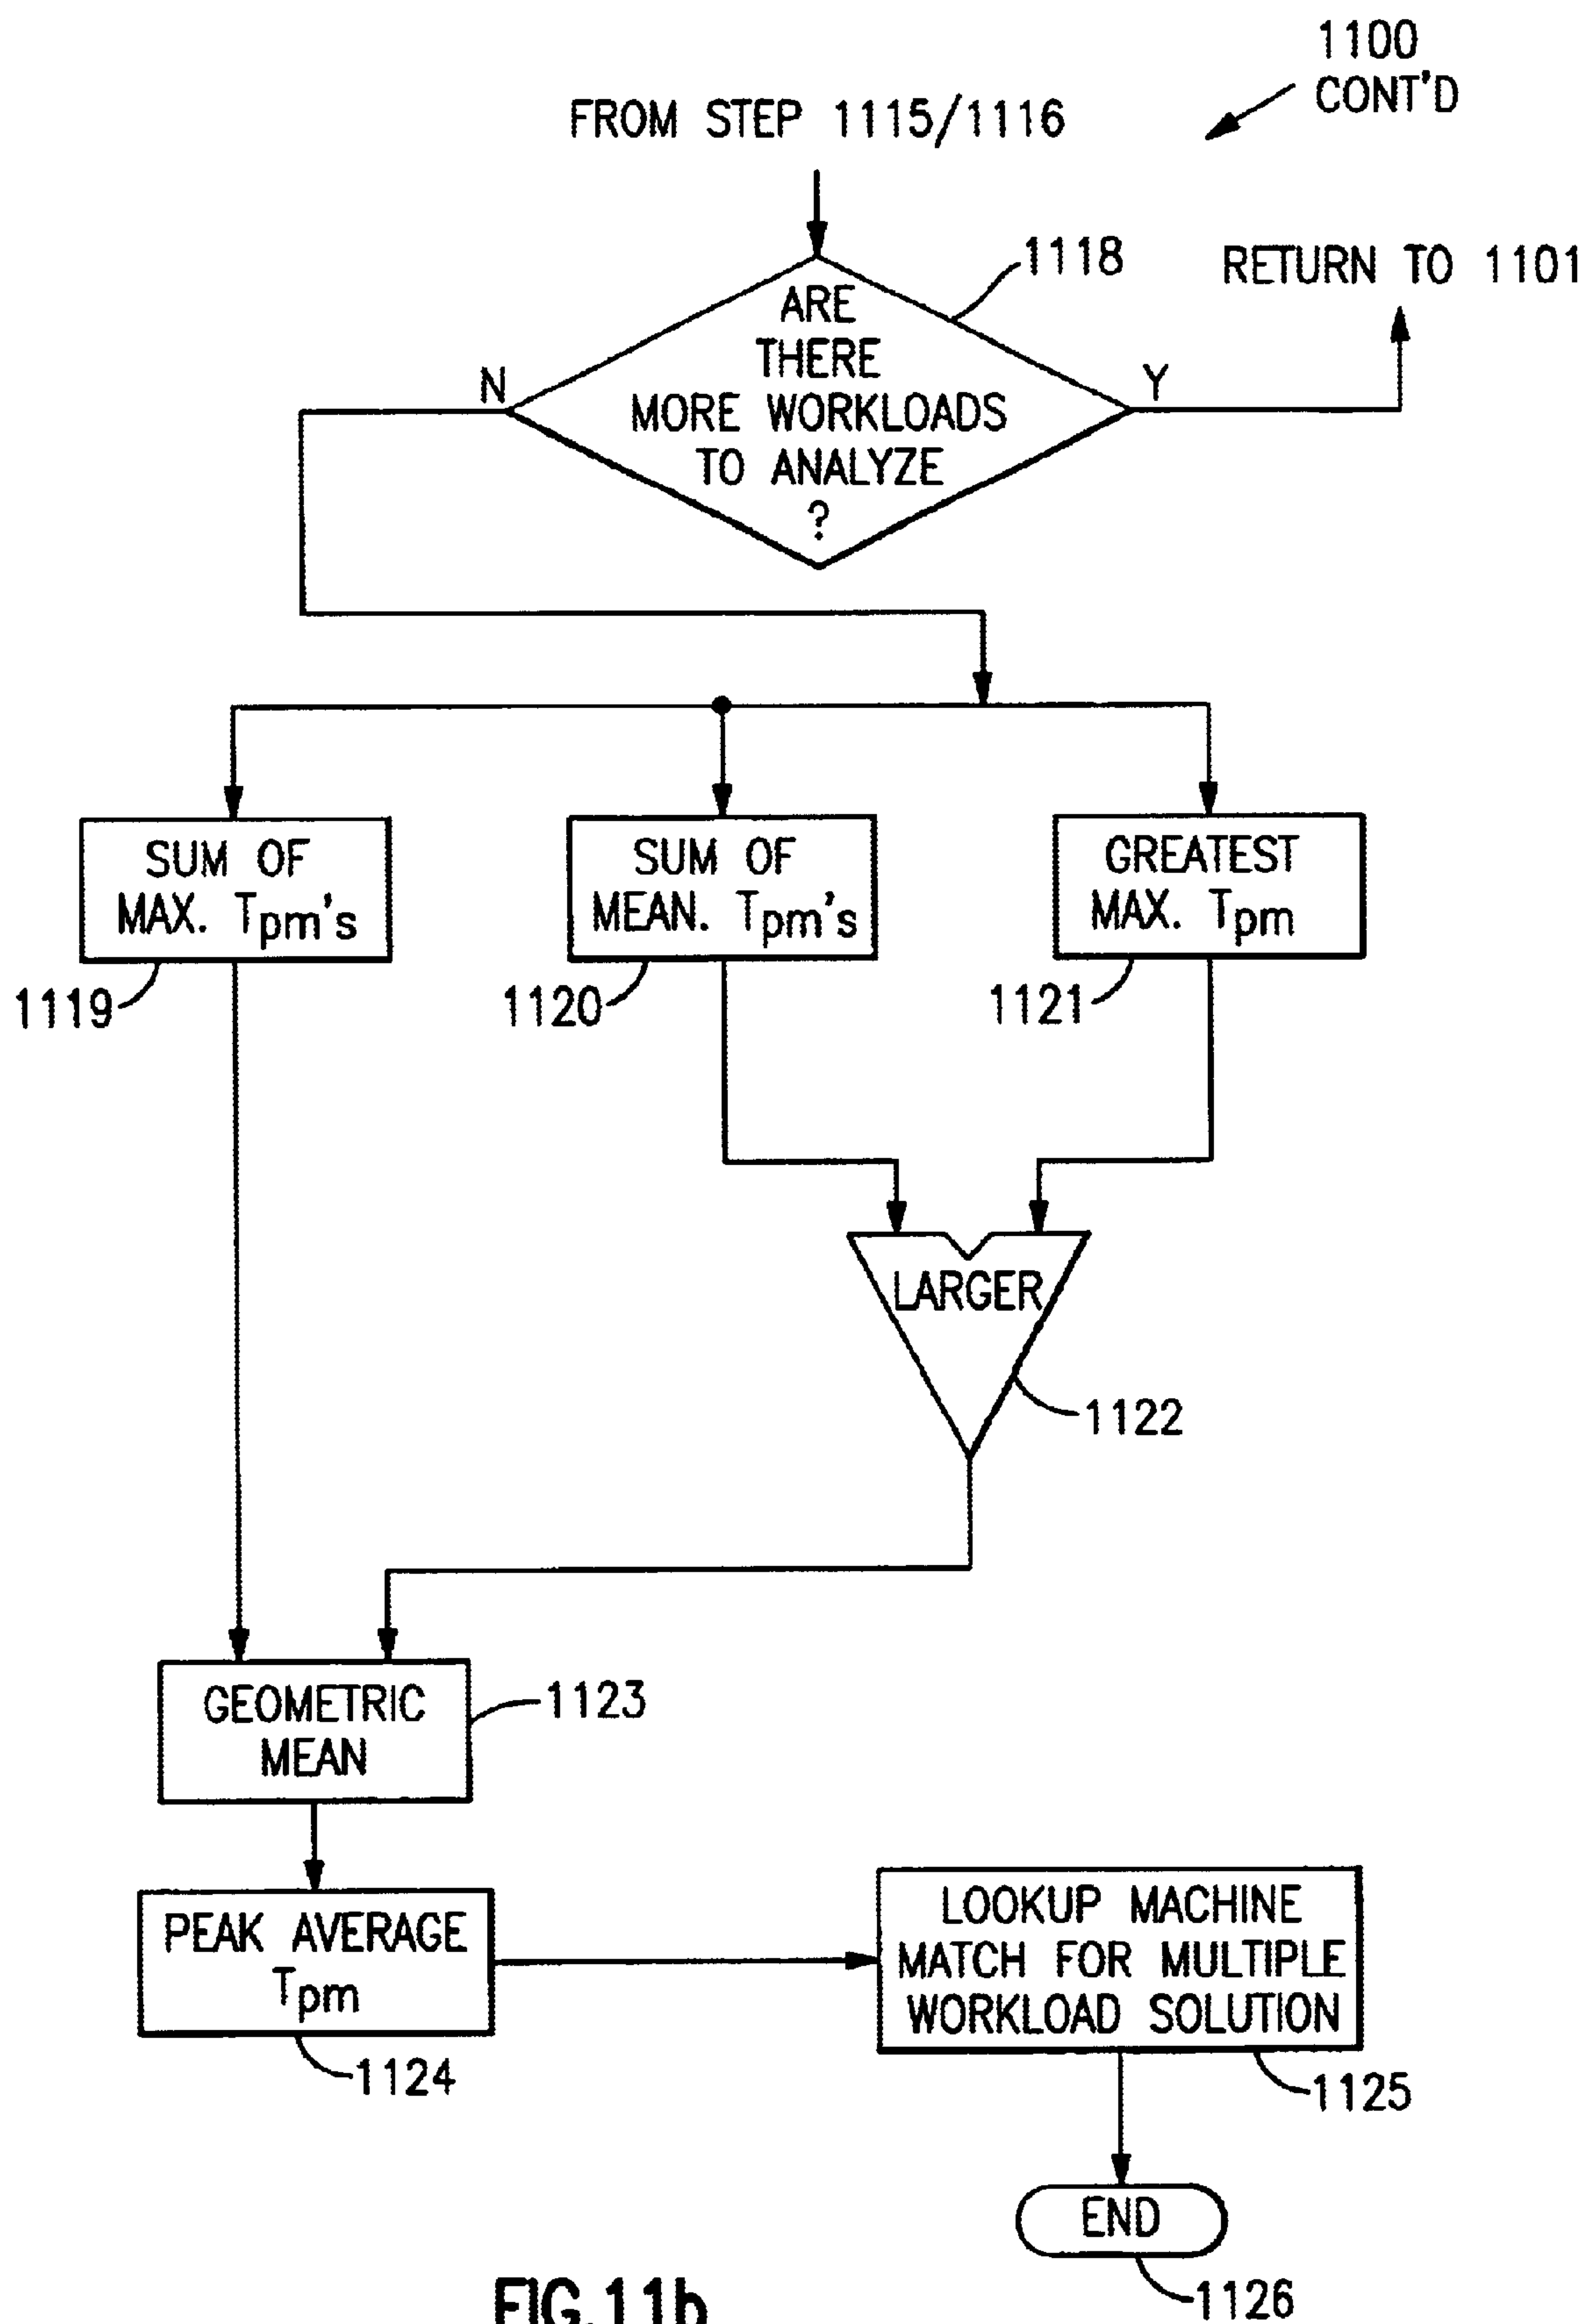 1100
CONT'D
FROM STEP 1115/1116
1118
RETURN TO 1101
ARE
THERE
MORE WORKLOADS
TO ANALYZE
?
N
Y
SUM OF
MAX. Tpm's
1119
SUM OF
MEAN. Tpm's
1120
GREATEST
MAX. Tpm
1121
LARGER
1122
GEOMETRIC
MEAN
1123
PEAK AVERAGE
Tpm
1124
LOOKUP MACHINE
MATCH FOR MULTIPLE
WORKLOAD SOLUTION
1125
END
1126
FIG.11b